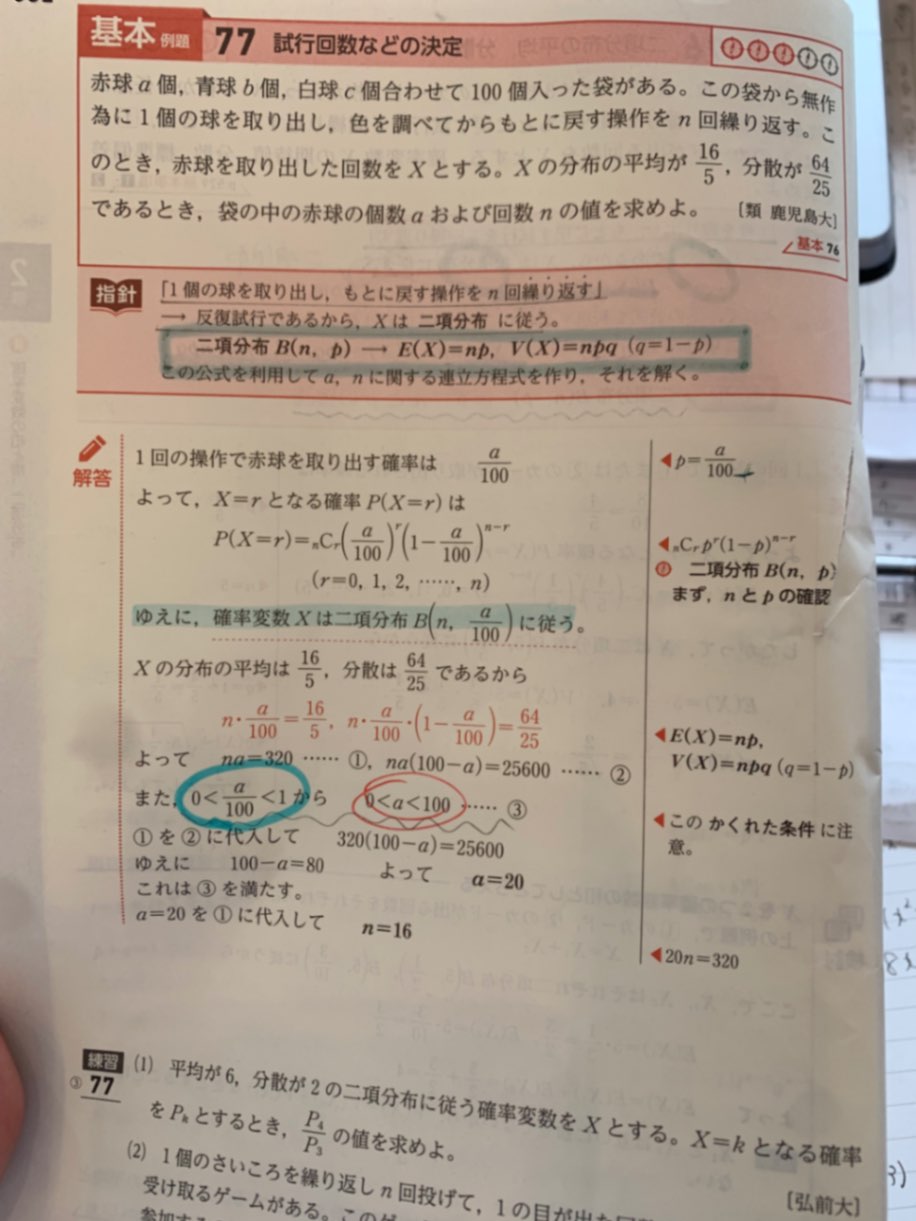 基本 例題 77 試行回数などの決定
赤球 a 個,青球 b 個,白球 c 個合わせて 100 個入った袋がある。この袋から無作
為に 1 個の球を取り出し,色を調べてからもとに戻す操作を n 回繰り返す。こ
のとき,赤球を取り出した回数を X とする。X の分布の平均が 16/5,分散が 64/25
であるとき,袋の中の赤球の個数 a および回数 n の値を求めよ。 〔類 鹿児島大〕
基本 76
指針 「1 個の球を取り出し,もとに戻す操作を n 回繰り返す」
→ 反復試行であるから,X は 二項分布 に従う。
二項分布 B(n, p) → E(X)=np, V(X)=npq (q=1-p)
この公式を利用して a, n に関する連立方程式を作り,それを解く。
解答
1 回の操作で赤球を取り出す確率は a/100
よって,X=r となる確率 P(X=r) は
P(X=r)=nCr(a/100)^r(1-a/100)^{n-r}
(r=0, 1, 2, ……, n)
ゆえに,確率変数 X は二項分布 B(n, a/100) に従う。
X の分布の平均は 16/5,分散は 64/25 であるから
n・a/100=16/5, n・a/100・(1-a/100)=64/25
よって na=320 …… ①, na(100-a)=25600 …… ②
また,0<a/100<1 から 0<a<100 …… ③
① を ② に代入して 320(100-a)=25600
ゆえに 100-a=80 よって a=20
これは ③ を満たす。
a=20 を ① に代入して n=16
◀p=a/100
◀nCr p^r(1-p)^{n-r}
二項分布 B(n, p)
まず,n と p の確認
◀E(X)=np,
V(X)=npq (q=1-p)
◀この かくれた条件 に注
意。
◀20n=320
練習 (1) 平均が 6,分散が 2 の二項分布に従う確率変数を X とする。X=k となる確率
③ 77 を Pk とするとき,P4/P3 の値を求めよ。
〔弘前大〕
(2) 1 個のさいころを繰り返し n 回投げて,1 の目が出た回
受け取るゲームがある。この
参加する